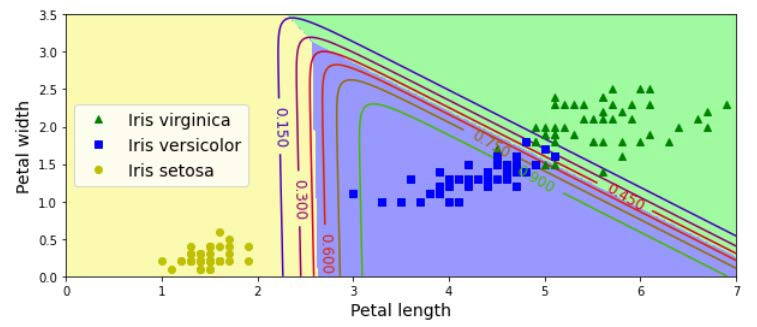 3.5
3.0
2.5
2.0
1.5
1.0
0.5
0.0
Petal width
Iris virginica
Iris versicolor
Iris setosa
0.150
0.300
0.600
0.750
0.900
0.450
0 1 2 3 4 5 6 7
Petal length